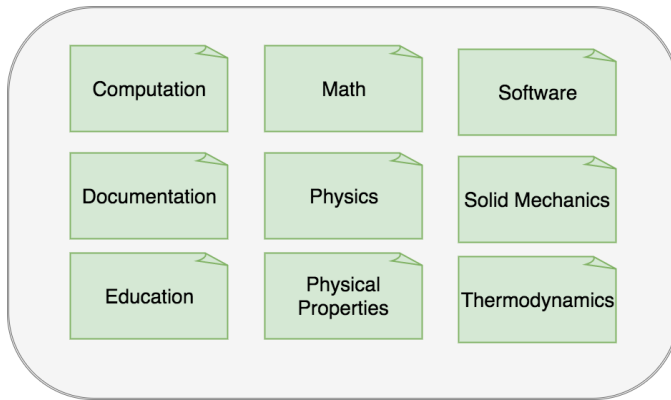 Computation
Math
Software
Documentation
Physics
Solid Mechanics
Education
Physical
Properties
Thermodynamics